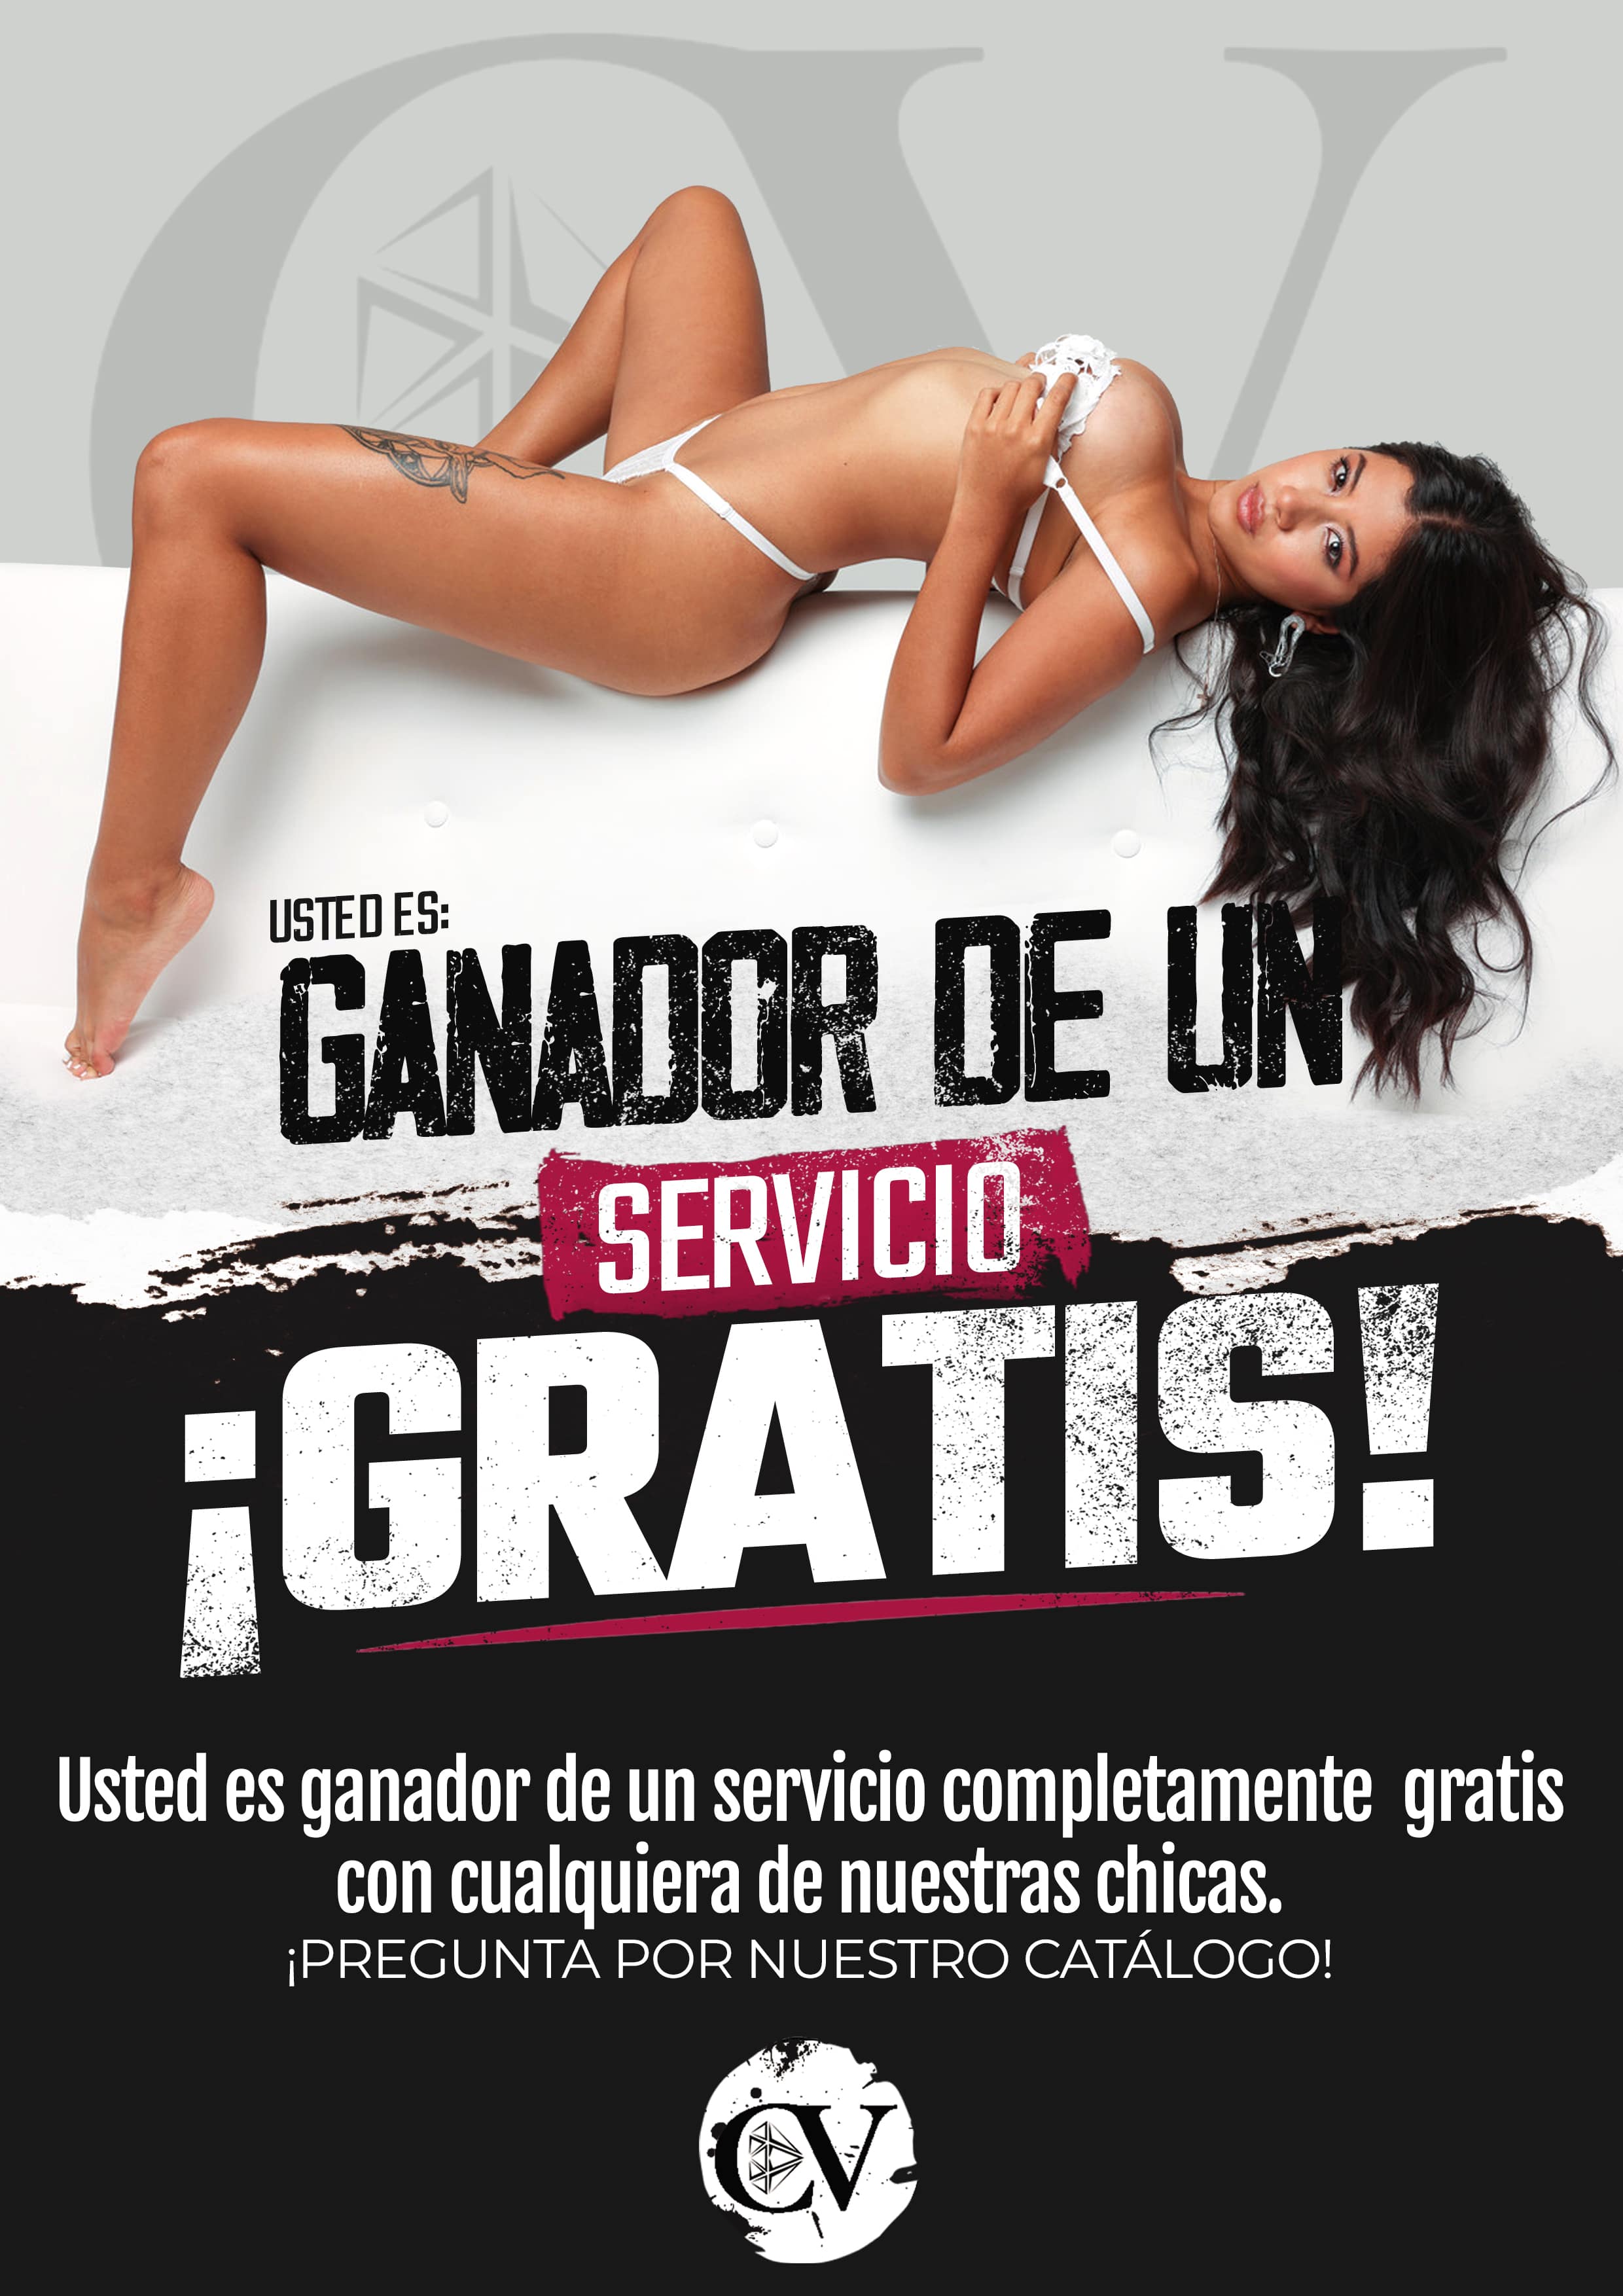 CV
USTED ES:
GANADOR DE UN
SERVICIO
¡GRATIS!
Usted es ganador de un servicio completamente gratis
con cualquiera de nuestras chicas.
¡PREGUNTA POR NUESTRO CATÁLOGO!
CV